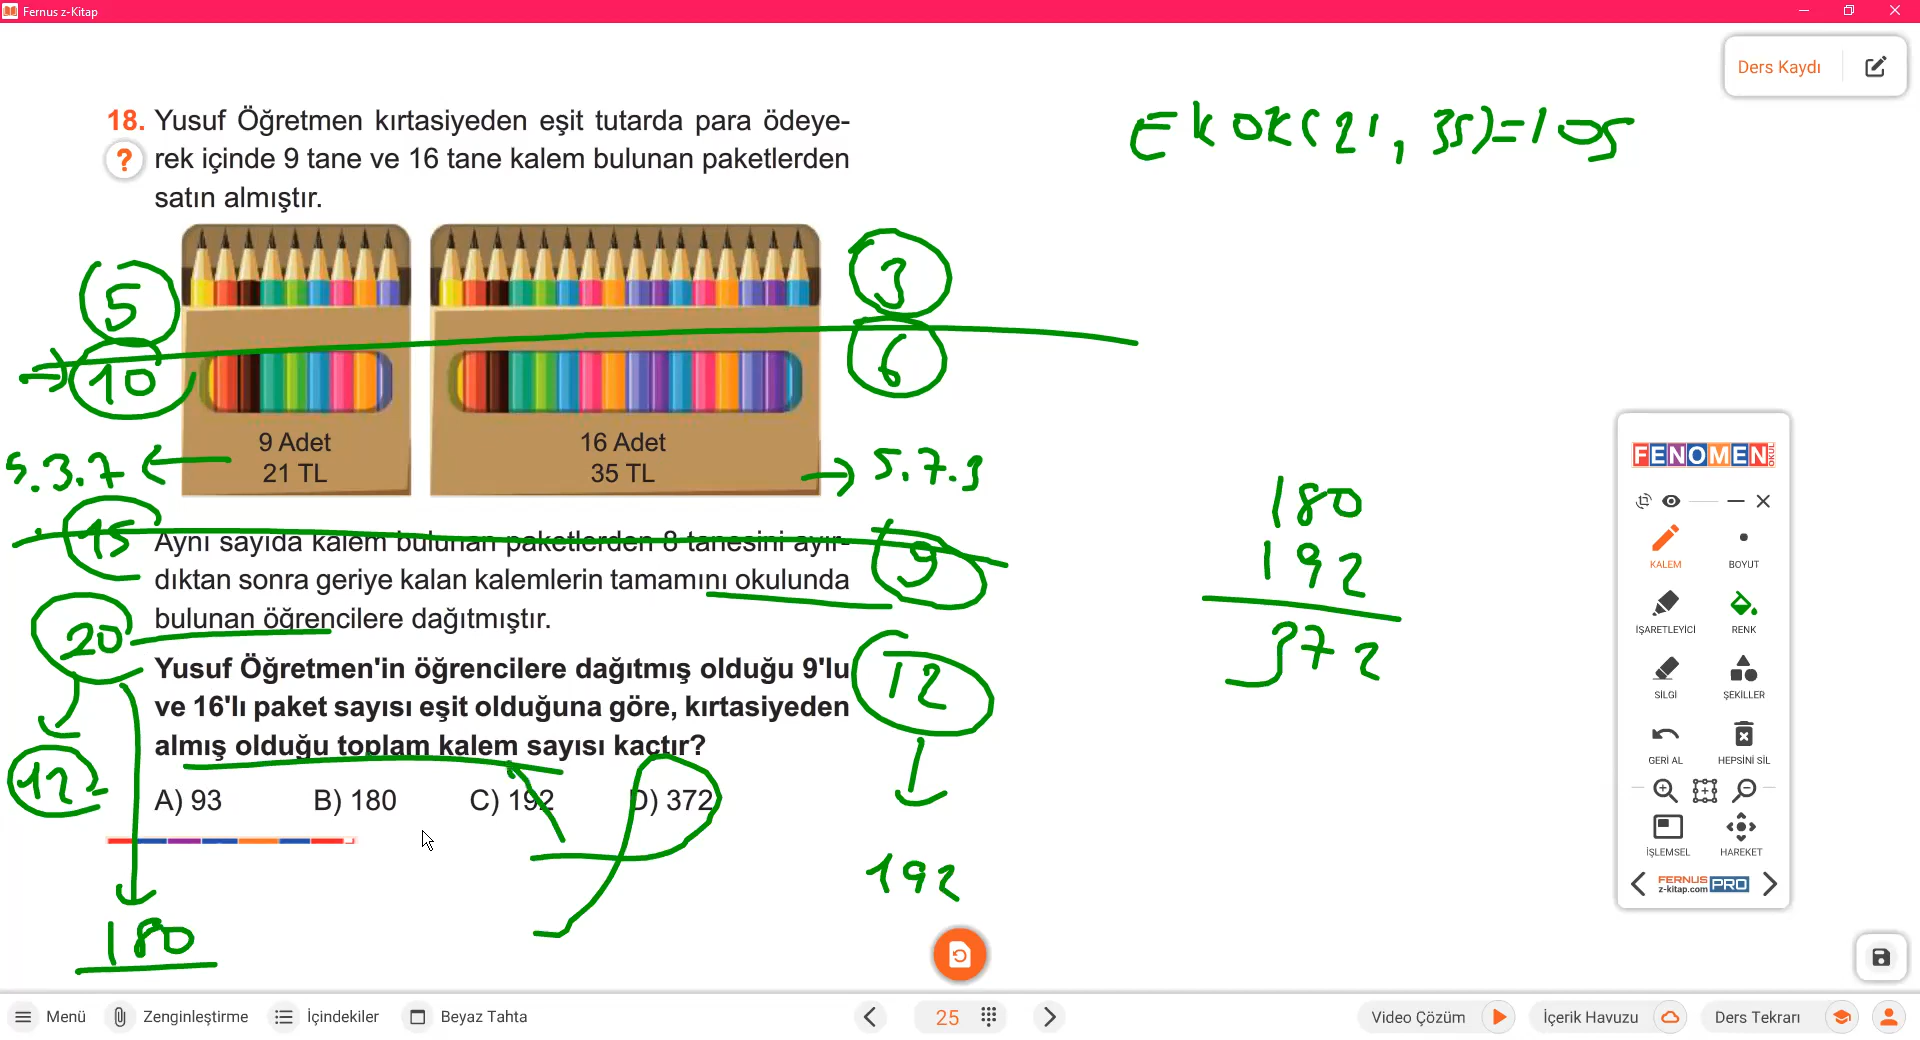 Fernus z-Kitap
Ders Kaydı
18. Yusuf Öğretmen kırtasiyeden eşit tutarda para ödeye-
? rek içinde 9 tane ve 16 tane kalem bulunan paketlerden
satın almıştır.
EKOK(21, 35)=105
5
3
10
6
9 Adet
21 TL
16 Adet
35 TL
5.3.7
5.7.3
15
9
Aynı sayıda kalem bulunan paketlerden 8 tanesini ayır-
dıktan sonra geriye kalan kalemlerin tamamını okulunda
bulunan öğrencilere dağıtmıştır.
20
12
Yusuf Öğretmen'in öğrencilere dağıtmış olduğu 9'lu
ve 16'lı paket sayısı eşit olduğuna göre, kırtasiyeden
almış olduğu toplam kalem sayısı kaçtır?
12
A) 93 B) 180 C) 192 D) 372
180
192
180
192
372
FENOMEN OKUL
KALEM BOYUT
İŞARETLEYİCİ RENK
SİLGİ ŞEKİLLER
GERİ AL HEPSİNİ SİL
İŞLEMSEL HAREKET
FERNUS z-kitap.com PRO
Menü Zenginleştirme İçindekiler Beyaz Tahta 25 Video Çözüm İçerik Havuzu Ders Tekrarı